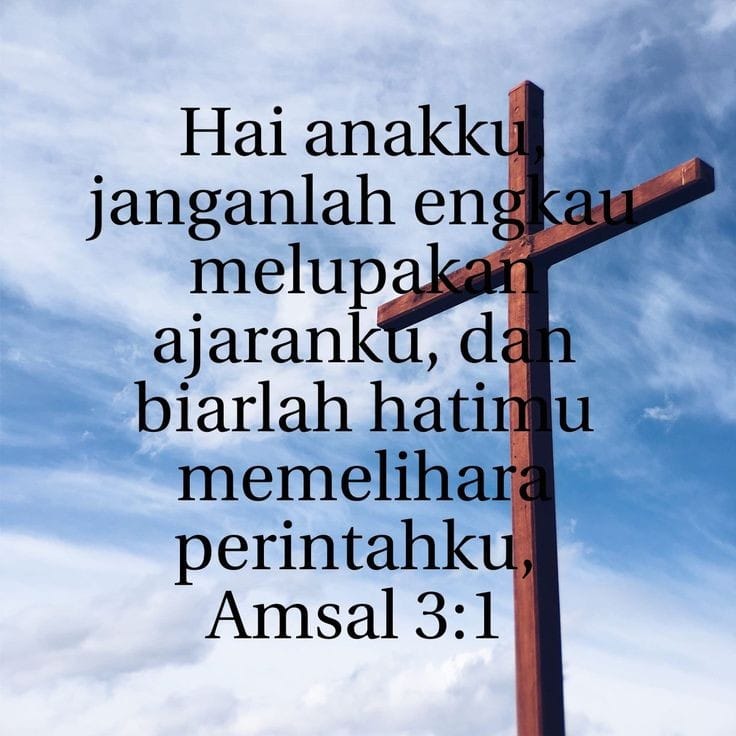 Hai anakku,
janganlah engkau
melupakan
ajaranku, dan
biarlah hatimu
memelihara
perintahku,
Amsal 3:1